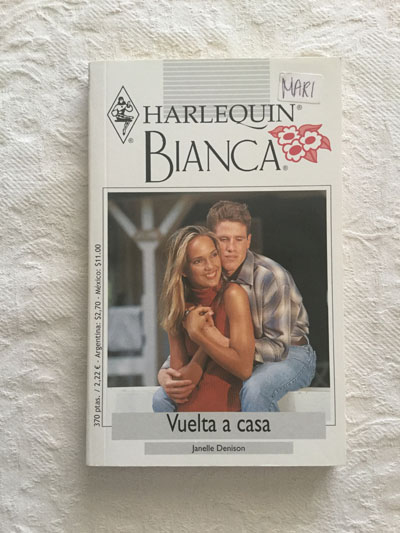 MARI
HARLEQUIN®
BIANCA®
370 ptas. / 2,22 € - Argentina: $2,70 - México: $11.00
Vuelta a casa
Janelle Denison